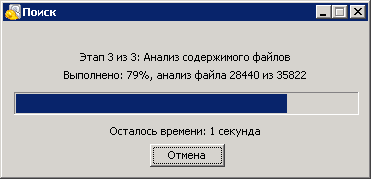 Поиск
Этап 3 из 3: Анализ содержимого файлов
Выполнено: 79%, анализ файла 28440 из 35822
Осталось времени: 1 секунда
Отмена